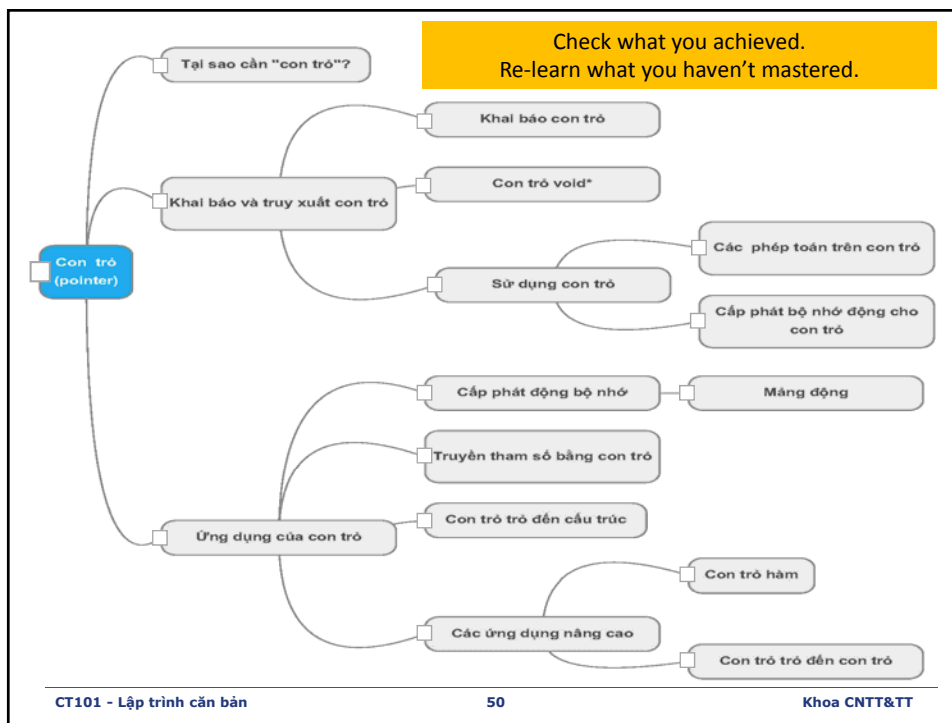 Check what you achieved.
Re-learn what you haven't mastered.
Tại sao cần "con trỏ"?
Khai báo con trỏ
Con trỏ void*
Khai báo và truy xuất con trỏ
Các phép toán trên con trỏ
Con trỏ
(pointer)
Sử dụng con trỏ
Cấp phát bộ nhớ động cho
con trỏ
Cấp phát động bộ nhớ
Mảng động
Truyền tham số bằng con trỏ
Con trỏ trỏ đến cấu trúc
Ứng dụng của con trỏ
Con trỏ hàm
Các ứng dụng nâng cao
Con trỏ trỏ đến con trỏ
CT101 - Lập trình căn bản
50
Khoa CNTT&TT